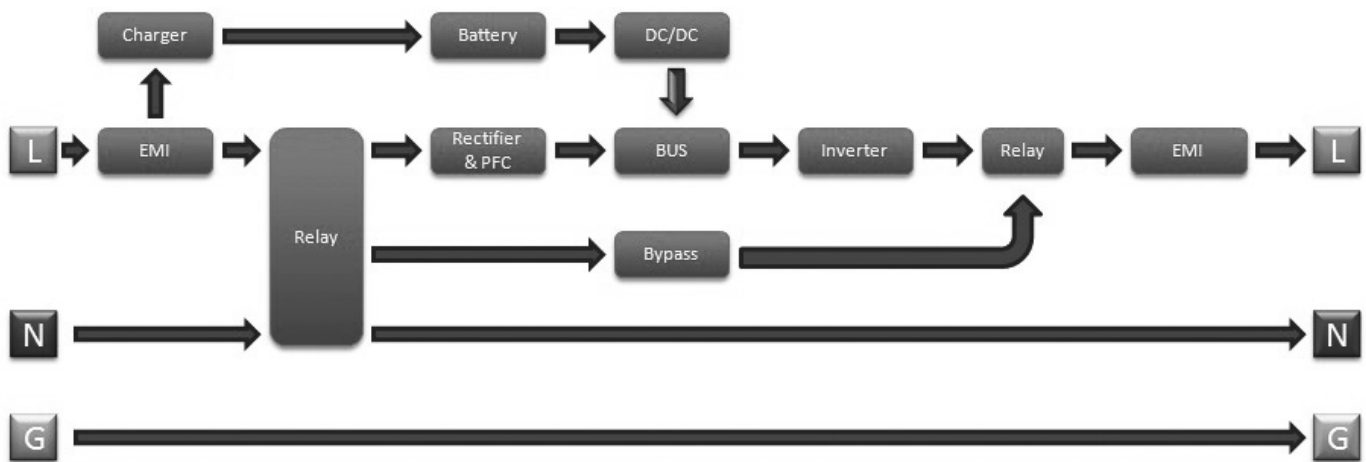 Charger
Battery
DC/DC
L
EMI
Rectifier
& PFC
BUS
Inverter
Relay
EMI
L
Relay
Bypass
N
N
G
G